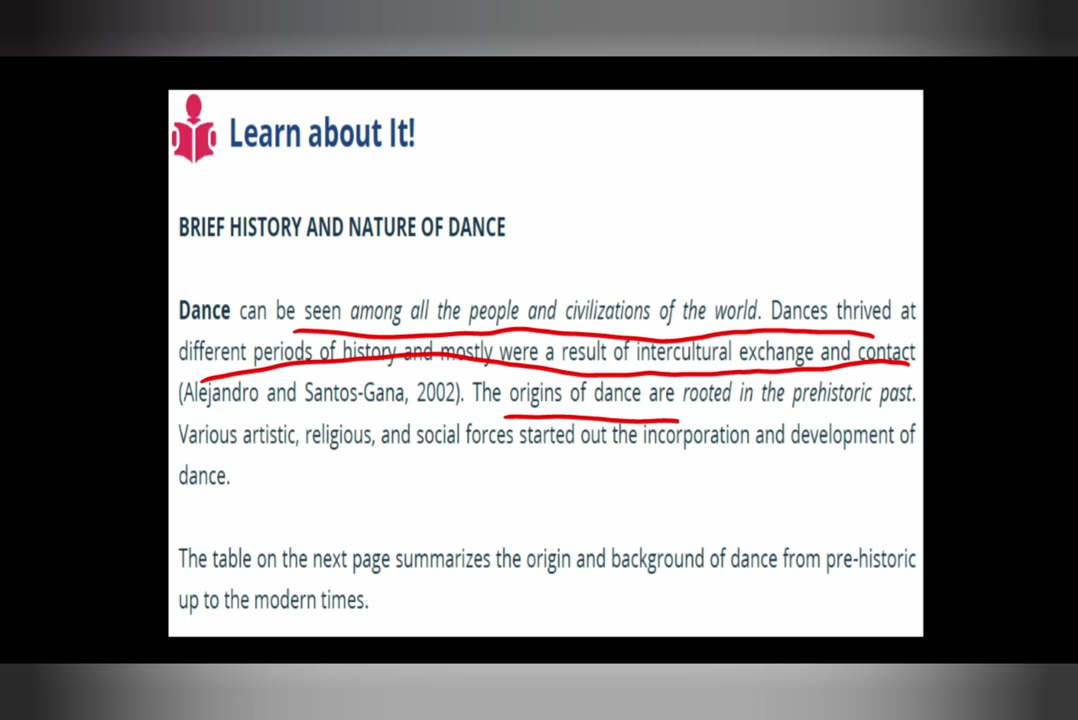 Learn about It!
BRIEF HISTORY AND NATURE OF DANCE
Dance can be seen among all the people and civilizations of the world. Dances thrived at
different periods of history and mostly were a result of intercultural exchange and contact
(Alejandro and Santos-Gana, 2002). The origins of dance are rooted in the prehistoric past.
Various artistic, religious, and social forces started out the incorporation and development of
dance.
The table on the next page summarizes the origin and background of dance from pre-historic
up to the modern times.